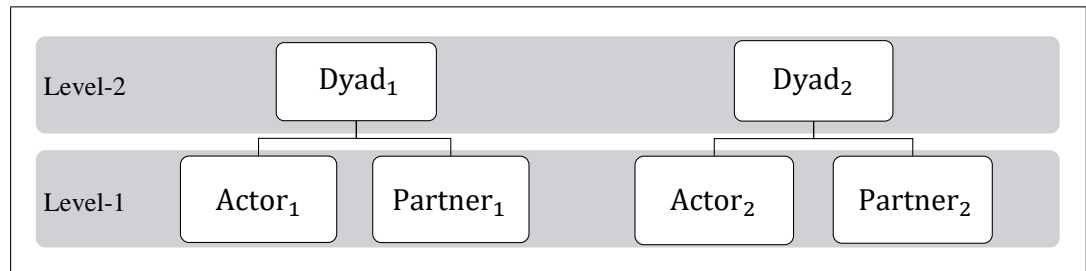 Level-2 Dyad₁ Dyad₂
Level-1 Actor₁ Partner₁ Actor₂ Partner₂